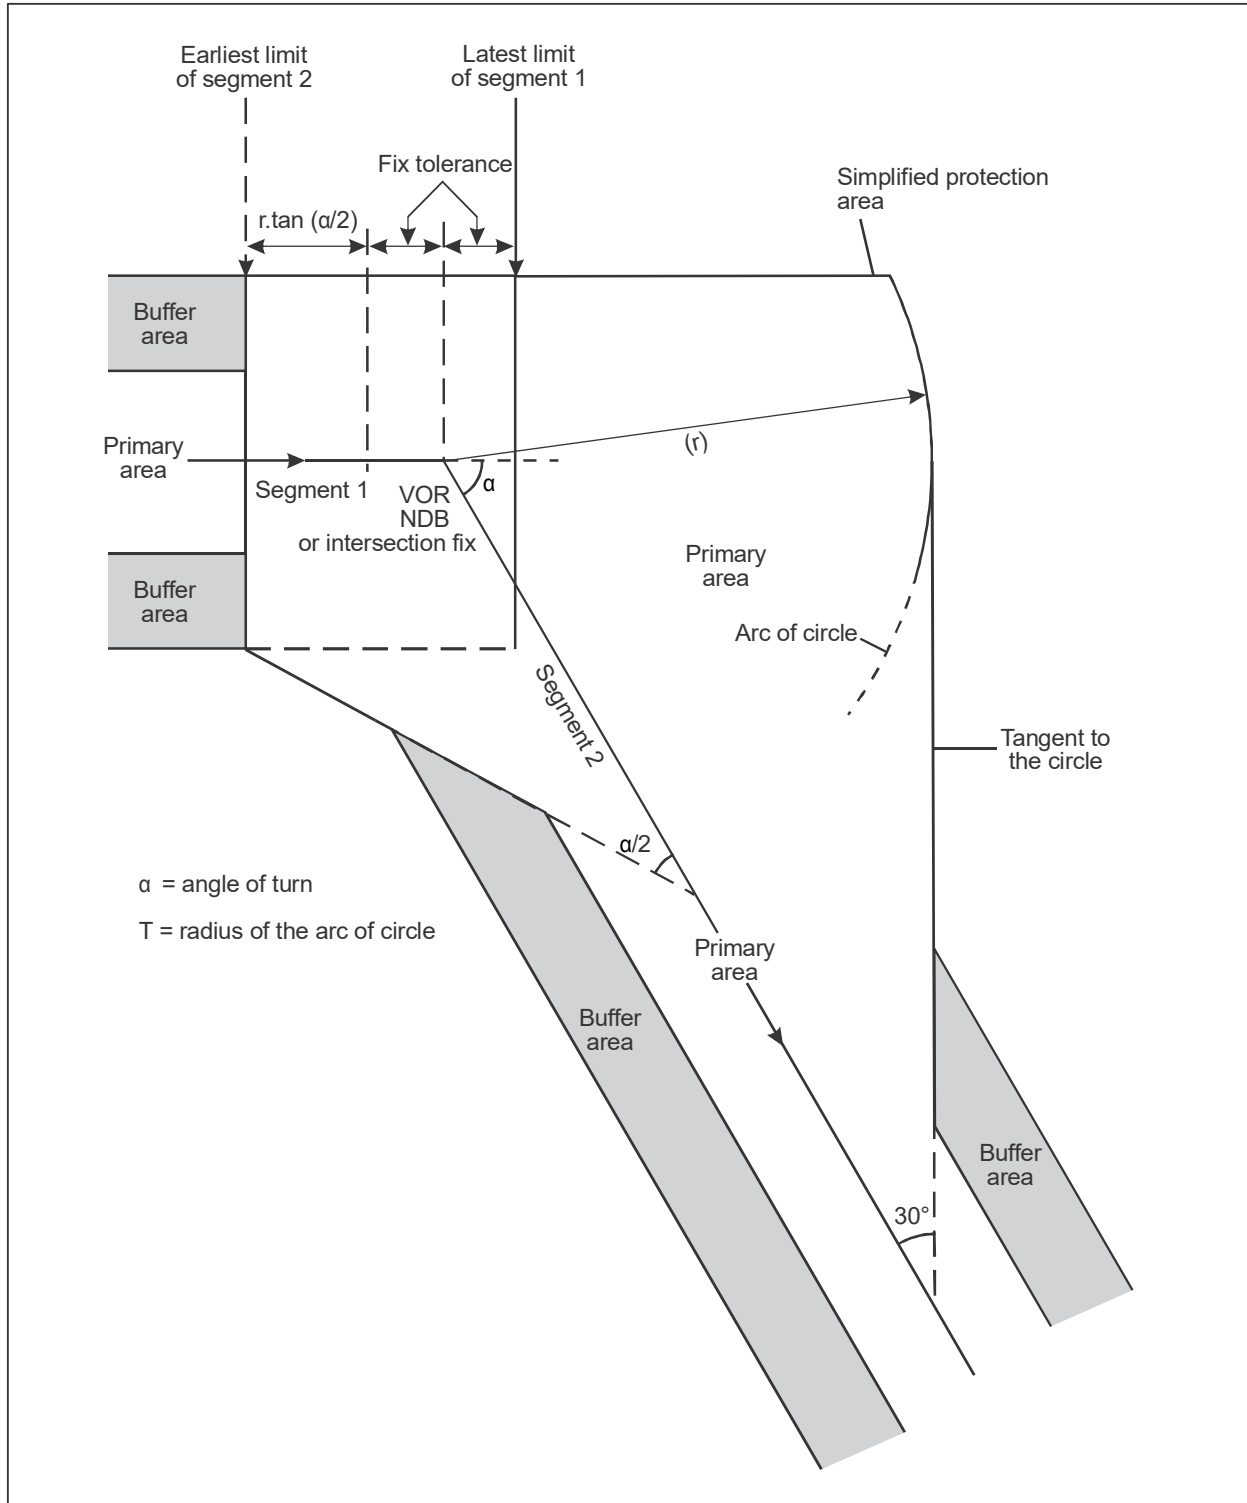 Earliest limit
of segment 2
Latest limit
of segment 1
Fix tolerance
Simplified protection
area
r.tan (α/2)
Buffer
area
(r)
Primary
area
Segment 1
α
VOR
NDB
or intersection fix
Primary
area
Buffer
area
Arc of circle
Segment 2
Tangent to
the circle
α/2
α = angle of turn
T = radius of the arc of circle
Primary
area
Buffer
area
Buffer
area
30°